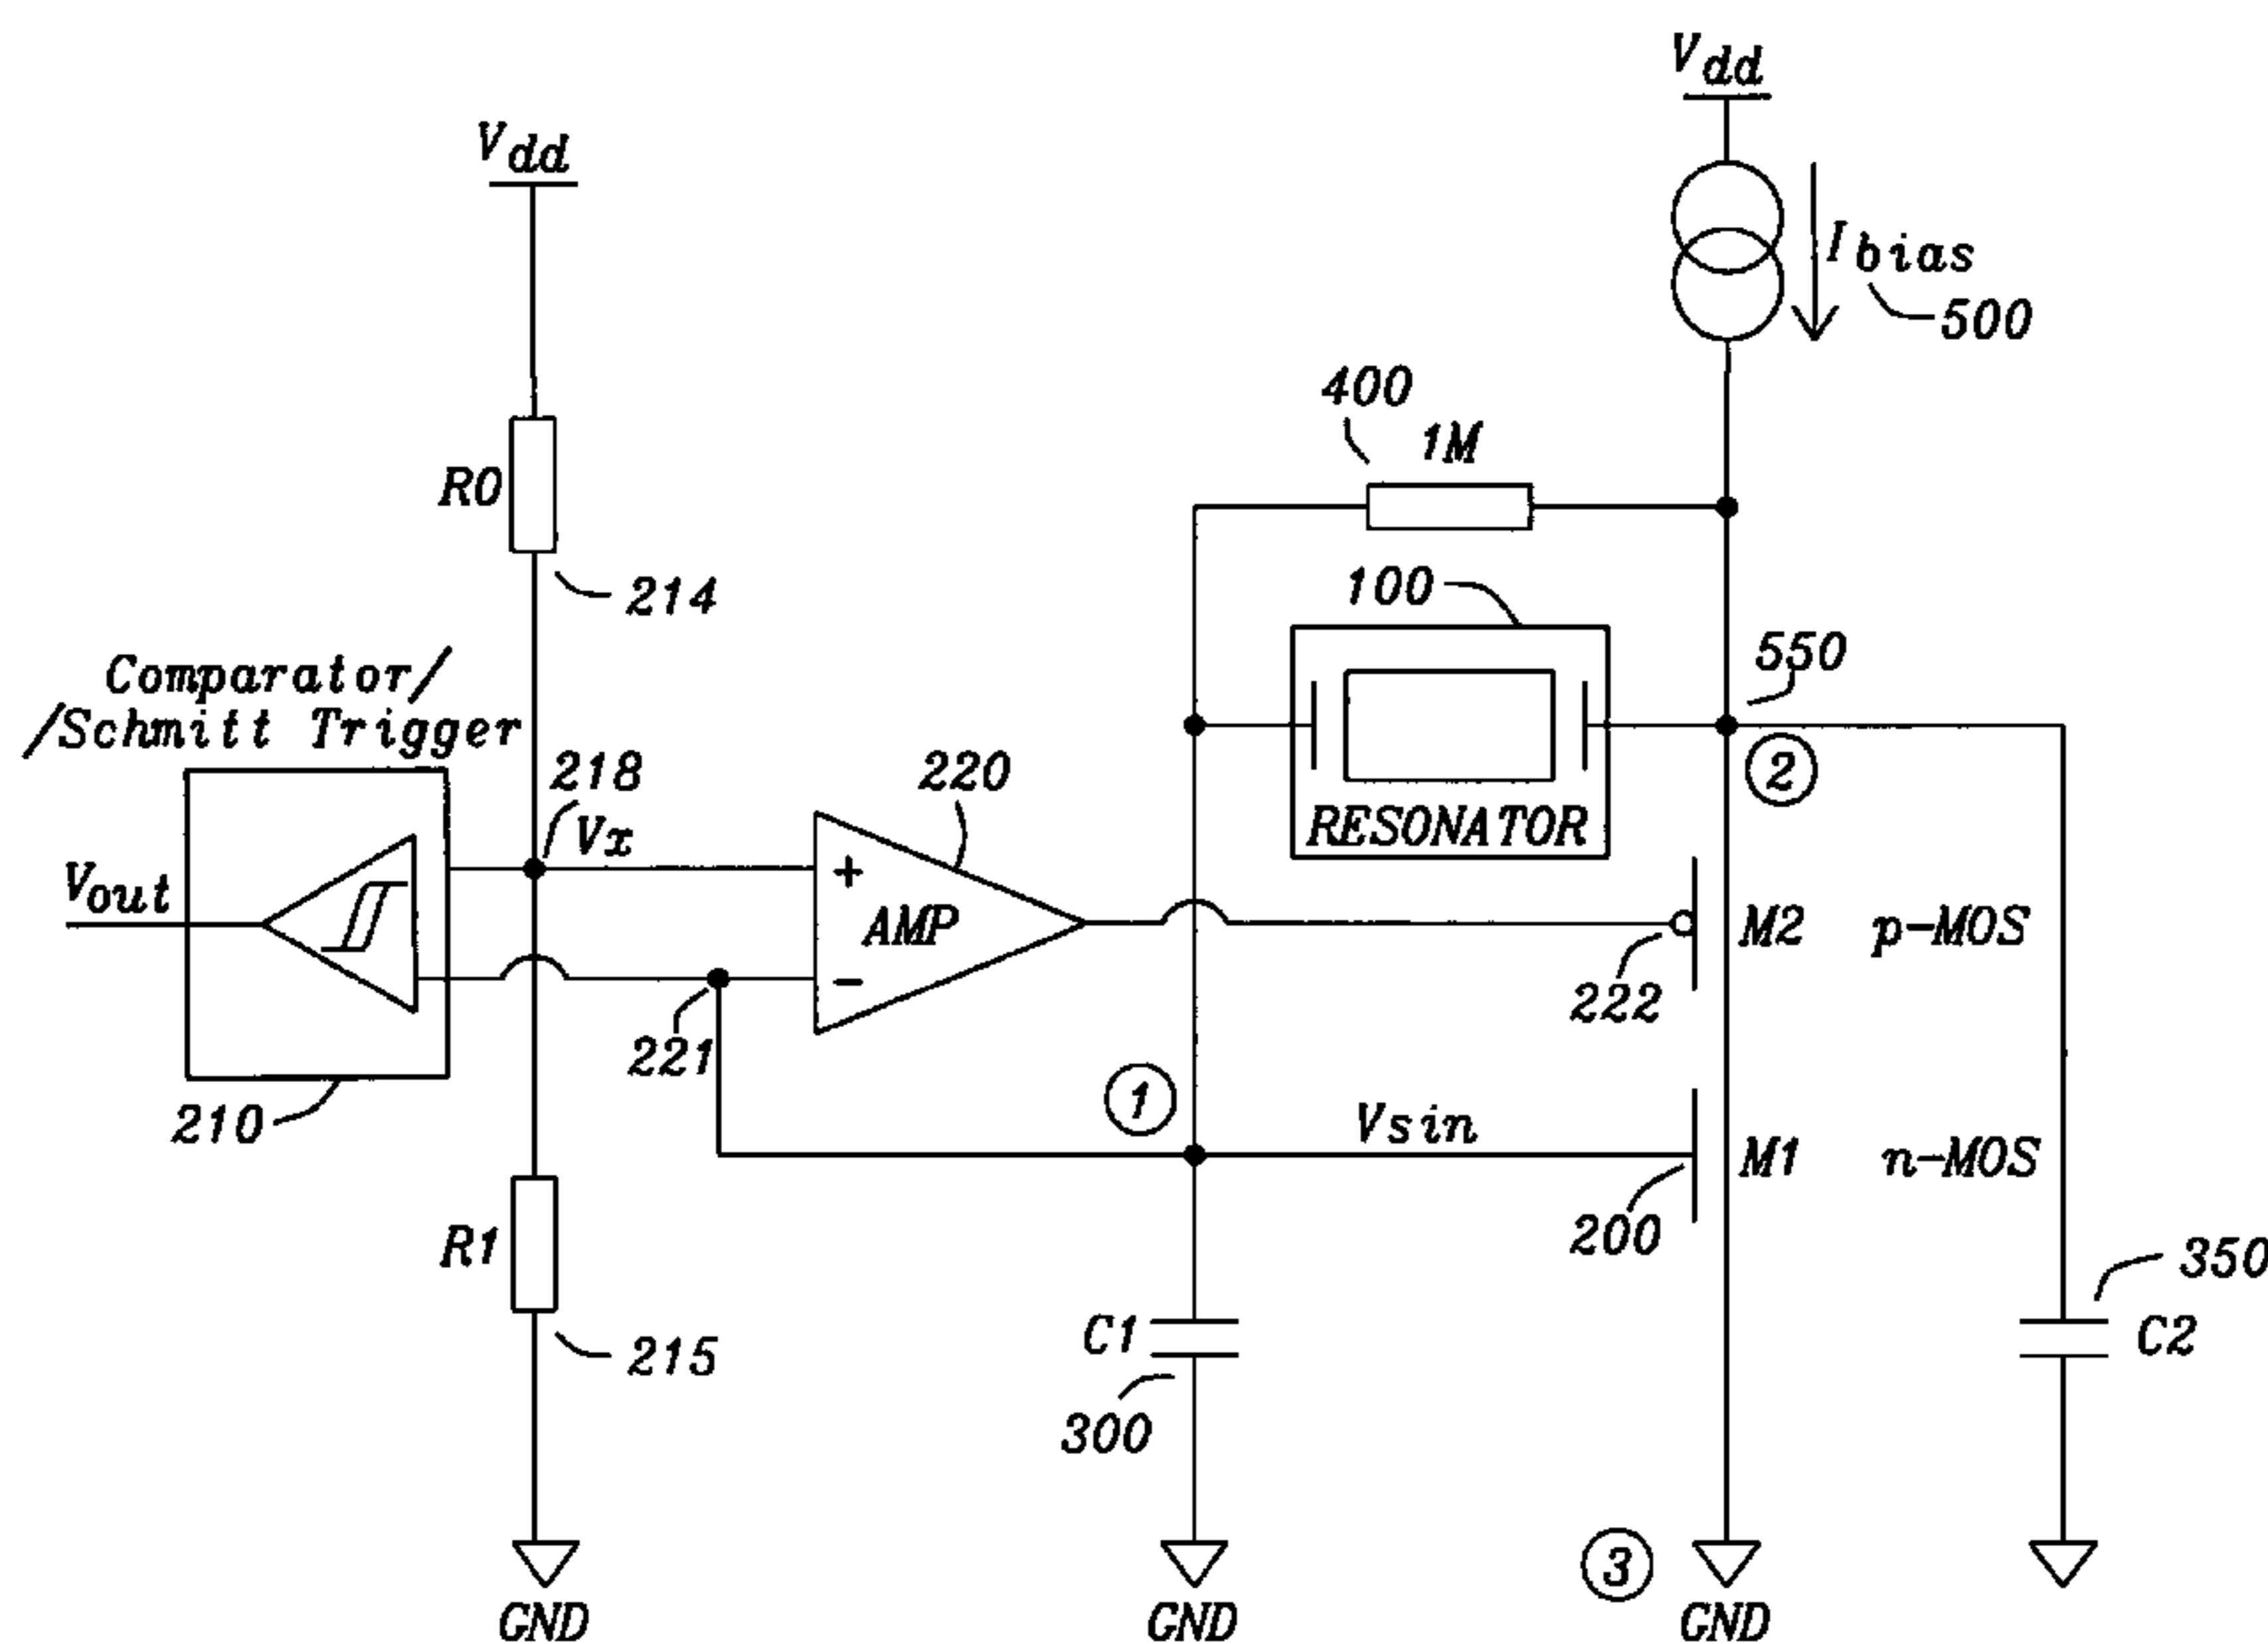 Vdd
Vdd
Ibias
500
400
1M
R0
214
100
550
Comparator/
/Schmitt Trigger
218
Vx
220
RESONATOR
2
Vout
+
AMP
-
M2 p-MOS
222
221
210
1
Vsin
M1 n-MOS
200
R1
215
C1
300
350
C2
3
GND
GND
GND